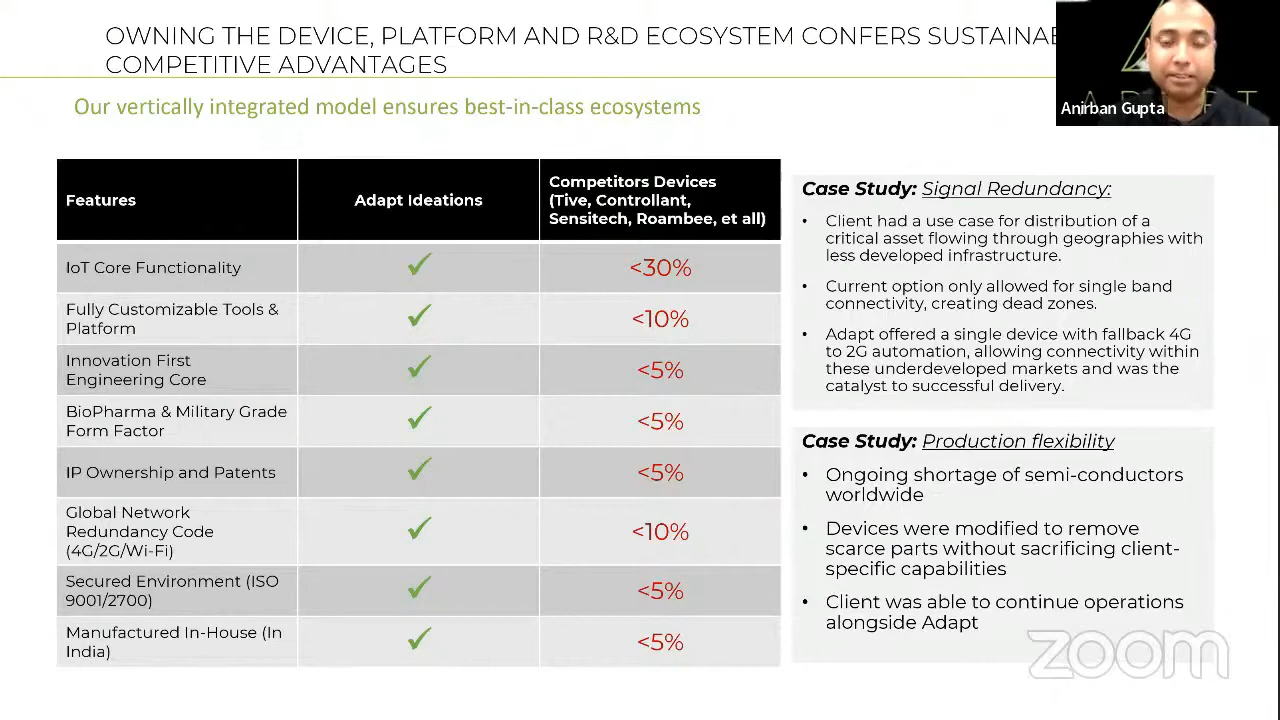 OWNING THE DEVICE, PLATFORM AND R&D ECOSYSTEM CONFERS
COMPETITIVE ADVANTAGES
Our vertically integrated model ensures best-in-class ecosystems
Anirban Gupta
Features
Adapt Ideations
Competitors Devices
(Tive, Controllant,
Sensitech, Roambee, et all)
IoT Core Functionality
<30%
Fully Customizable Tools &
Platform
<10%
Innovation First
Engineering Core
<5%
BioPharma & Military Grade
Form Factor
<5%
IP Ownership and Patents
<5%
Global Network
Redundancy Code
(4G/2G/Wi-Fi)
<10%
Secured Environment (ISO
9001/2700)
<5%
Manufactured In-House (In
India)
<5%
Case Study: Signal Redundancy:
• Client had a use case for distribution of a
critical asset flowing through geographies with
less developed infrastructure.
• Current option only allowed for single band
connectivity, creating dead zones.
• Adapt offered a single device with fallback 4G
to 2G automation, allowing connectivity within
these underdeveloped markets and was the
catalyst to successful delivery.
Case Study: Production flexibility
• Ongoing shortage of semi-conductors
worldwide
• Devices were modified to remove
scarce parts without sacrificing client-
specific capabilities
• Client was able to continue operations
alongside Adapt
zoom